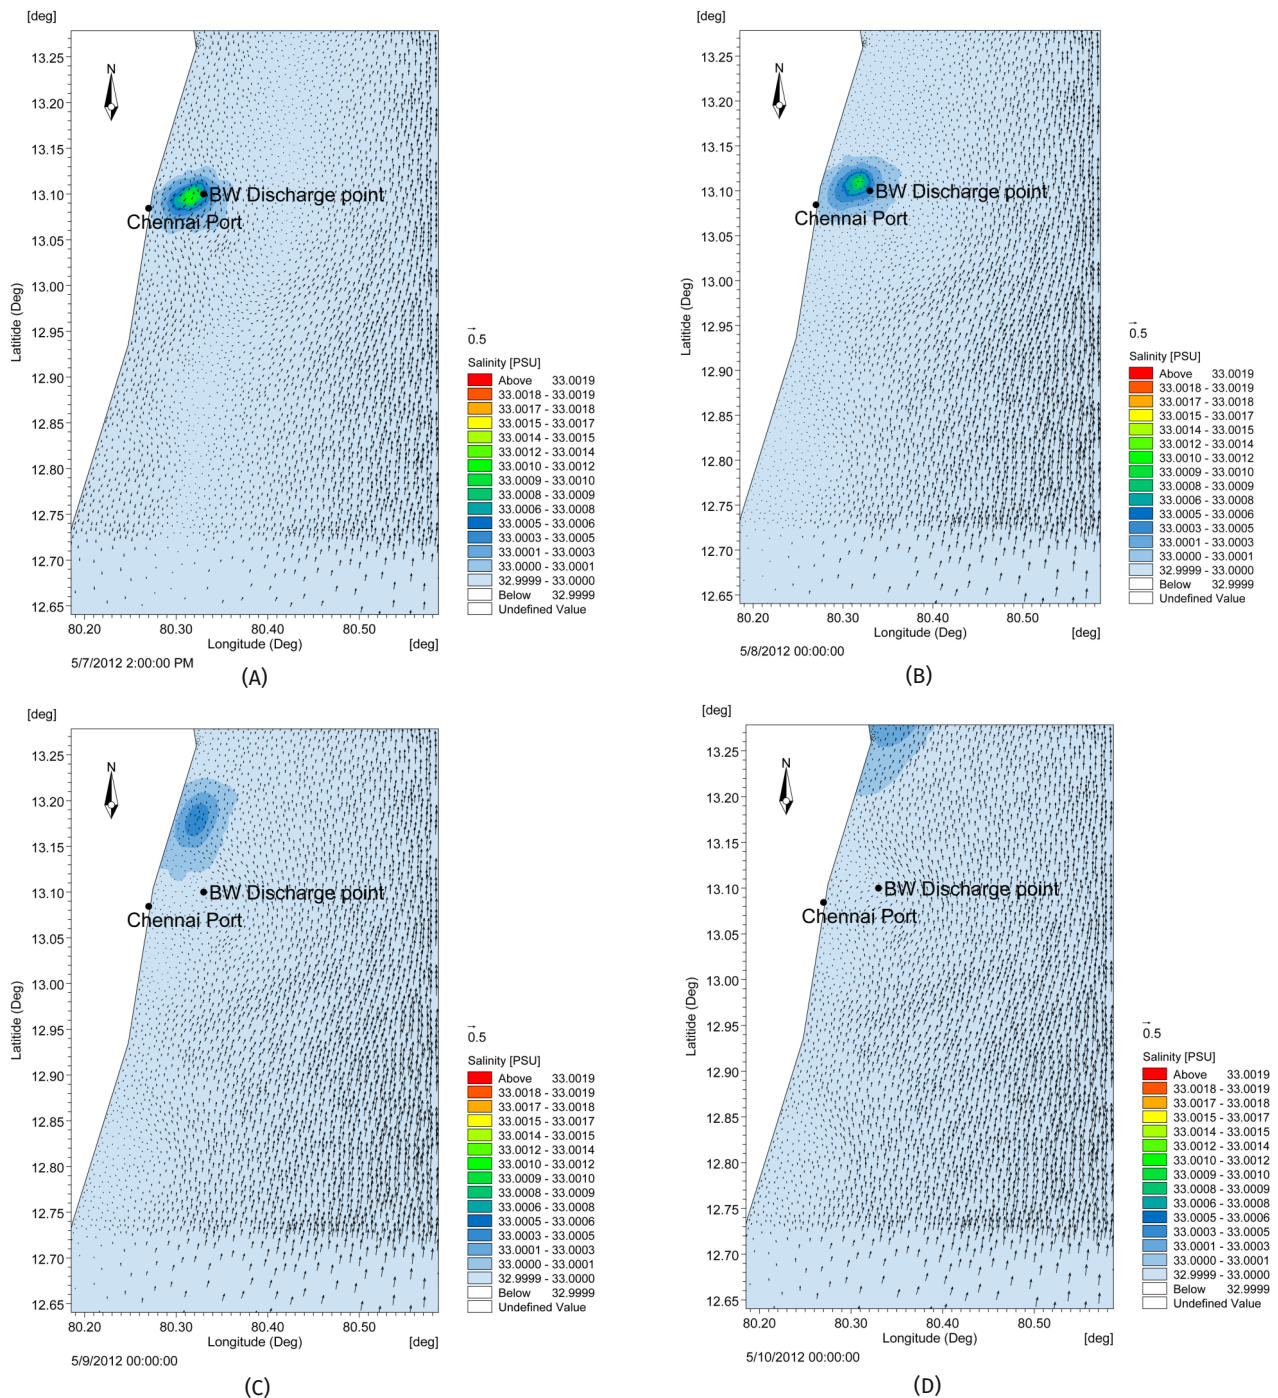 [deg]
N
13.25
13.20
13.15
13.10
13.05
13.00
12.95
12.90
12.85
12.80
12.75
12.70
12.65
Latitide (Deg)
BW Discharge point
Chennai Port
80.20
80.30
80.40
80.50
Longitude (Deg)
[deg]
5/7/2012 2:00:00 PM
0.5
Salinity [PSU]
Above 33.0019
33.0018 - 33.0019
33.0017 - 33.0018
33.0015 - 33.0017
33.0014 - 33.0015
33.0012 - 33.0014
33.0010 - 33.0012
33.0009 - 33.0010
33.0008 - 33.0009
33.0006 - 33.0008
33.0005 - 33.0006
33.0003 - 33.0005
33.0001 - 33.0003
33.0000 - 33.0001
32.9999 - 33.0000
Below 32.9999
Undefined Value
(A)
[deg]
N
13.25
13.20
13.15
13.10
13.05
13.00
12.95
12.90
12.85
12.80
12.75
12.70
12.65
Latitide (Deg)
BW Discharge point
Chennai Port
80.20
80.30
80.40
80.50
Longitude (Deg)
[deg]
5/8/2012 00:00:00
0.5
Salinity [PSU]
Above 33.0019
33.0018 - 33.0019
33.0017 - 33.0018
33.0015 - 33.0017
33.0014 - 33.0015
33.0012 - 33.0014
33.0010 - 33.0012
33.0009 - 33.0010
33.0008 - 33.0009
33.0006 - 33.0008
33.0005 - 33.0006
33.0003 - 33.0005
33.0001 - 33.0003
33.0000 - 33.0001
32.9999 - 33.0000
Below 32.9999
Undefined Value
(B)
[deg]
N
13.25
13.20
13.15
13.10
13.05
13.00
12.95
12.90
12.85
12.80
12.75
12.70
12.65
Latitide (Deg)
BW Discharge point
Chennai Port
80.20
80.30
80.40
80.50
Longitude (Deg)
[deg]
5/9/2012 00:00:00
0.5
Salinity [PSU]
Above 33.0019
33.0018 - 33.0019
33.0017 - 33.0018
33.0015 - 33.0017
33.0014 - 33.0015
33.0012 - 33.0014
33.0010 - 33.0012
33.0009 - 33.0010
33.0008 - 33.0009
33.0006 - 33.0008
33.0005 - 33.0006
33.0003 - 33.0005
33.0001 - 33.0003
33.0000 - 33.0001
32.9999 - 33.0000
Below 32.9999
Undefined Value
(C)
[deg]
N
13.25
13.20
13.15
13.10
13.05
13.00
12.95
12.90
12.85
12.80
12.75
12.70
12.65
Latitide (Deg)
BW Discharge point
Chennai Port
80.20
80.30
80.40
80.50
Longitude (Deg)
[deg]
5/10/2012 00:00:00
0.5
Salinity [PSU]
Above 33.0019
33.0018 - 33.0019
33.0017 - 33.0018
33.0015 - 33.0017
33.0014 - 33.0015
33.0012 - 33.0014
33.0010 - 33.0012
33.0009 - 33.0010
33.0008 - 33.0009
33.0006 - 33.0008
33.0005 - 33.0006
33.0003 - 33.0005
33.0001 - 33.0003
33.0000 - 33.0001
32.9999 - 33.0000
Below 32.9999
Undefined Value
(D)